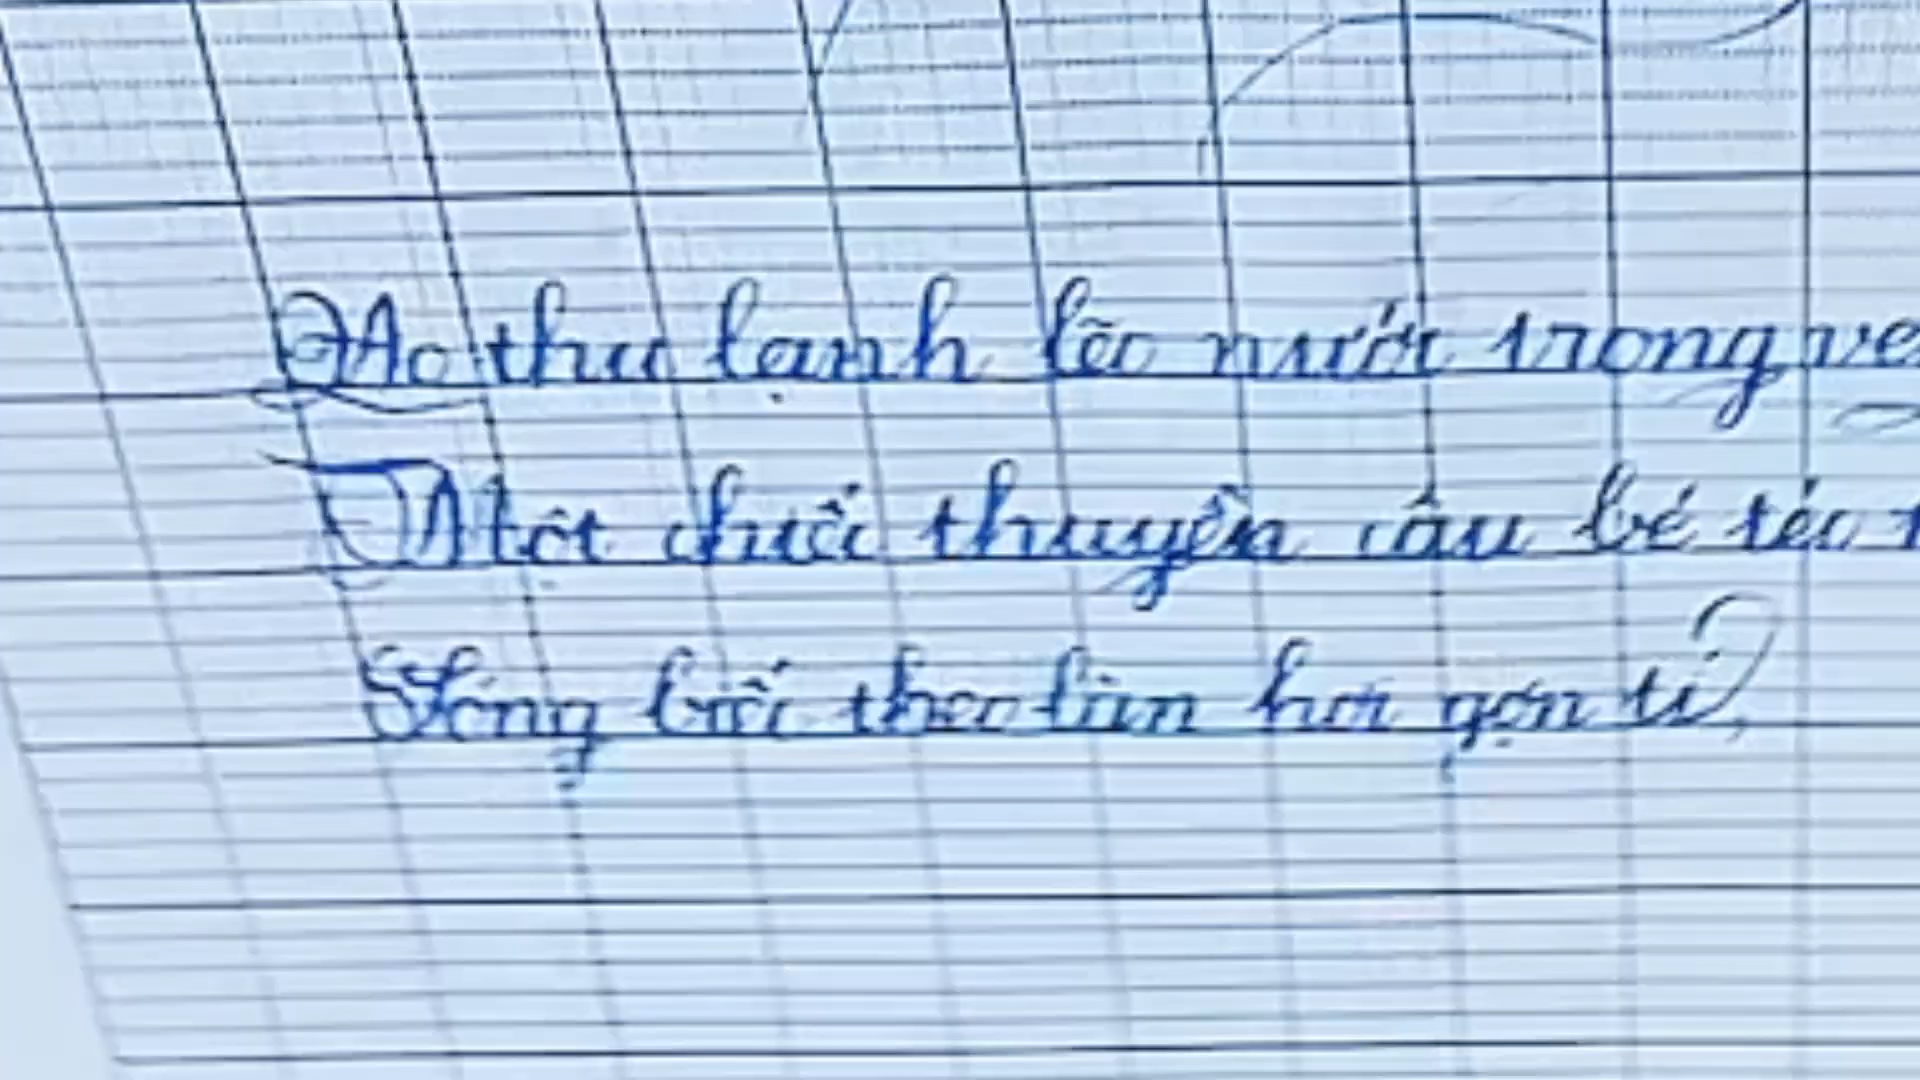 Ao thu lạnh lẽo nước trong ve
Một chiếc thuyền câu bé tẻo t
Sóng biếc theo làn hơi gợn tí